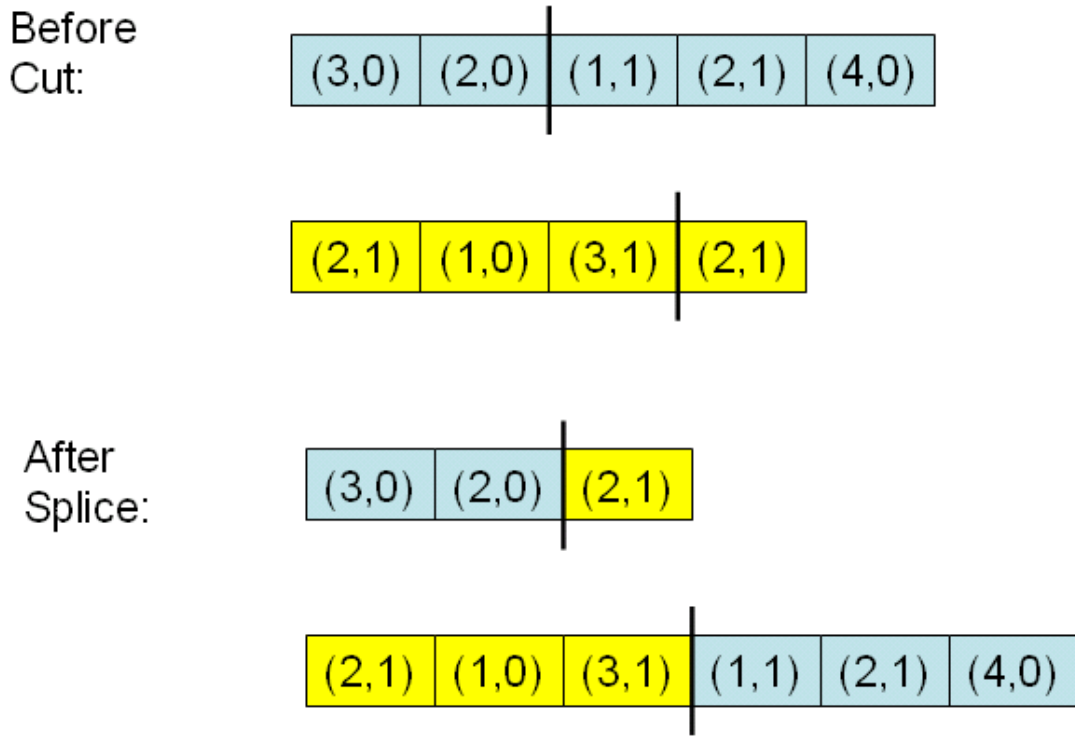 Before
Cut:
(3,0) (2,0) (1,1) (2,1) (4,0)
(2,1) (1,0) (3,1) (2,1)
After
Splice:
(3,0) (2,0) (2,1)
(2,1) (1,0) (3,1) (1,1) (2,1) (4,0)